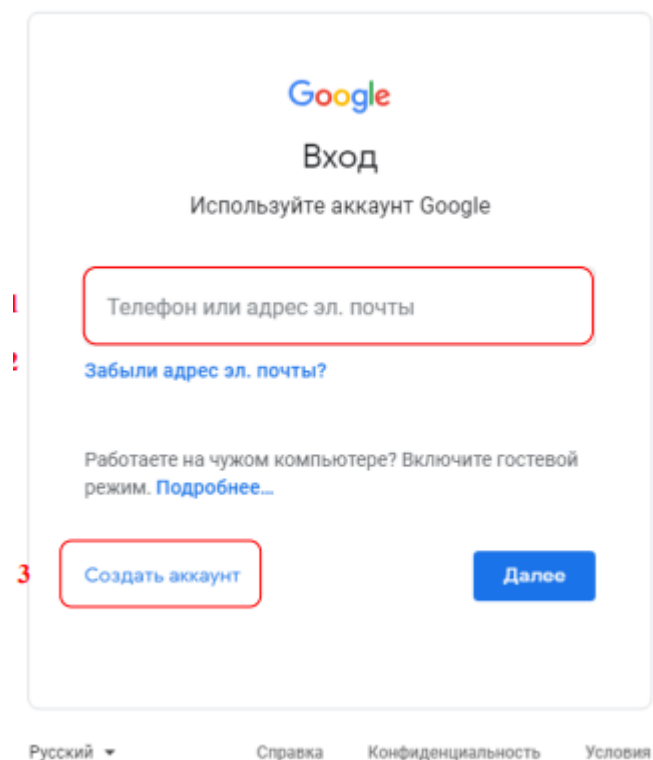 Google
Вход
Используйте аккаунт Google
1
Телефон или адрес эл. почты
2
Забыли адрес эл. почты?
Работаете на чужом компьютере? Включите гостевой
режим. Подробнее...
3
Создать аккаунт
Далее
Русский
Справка
Конфиденциальность
Условия